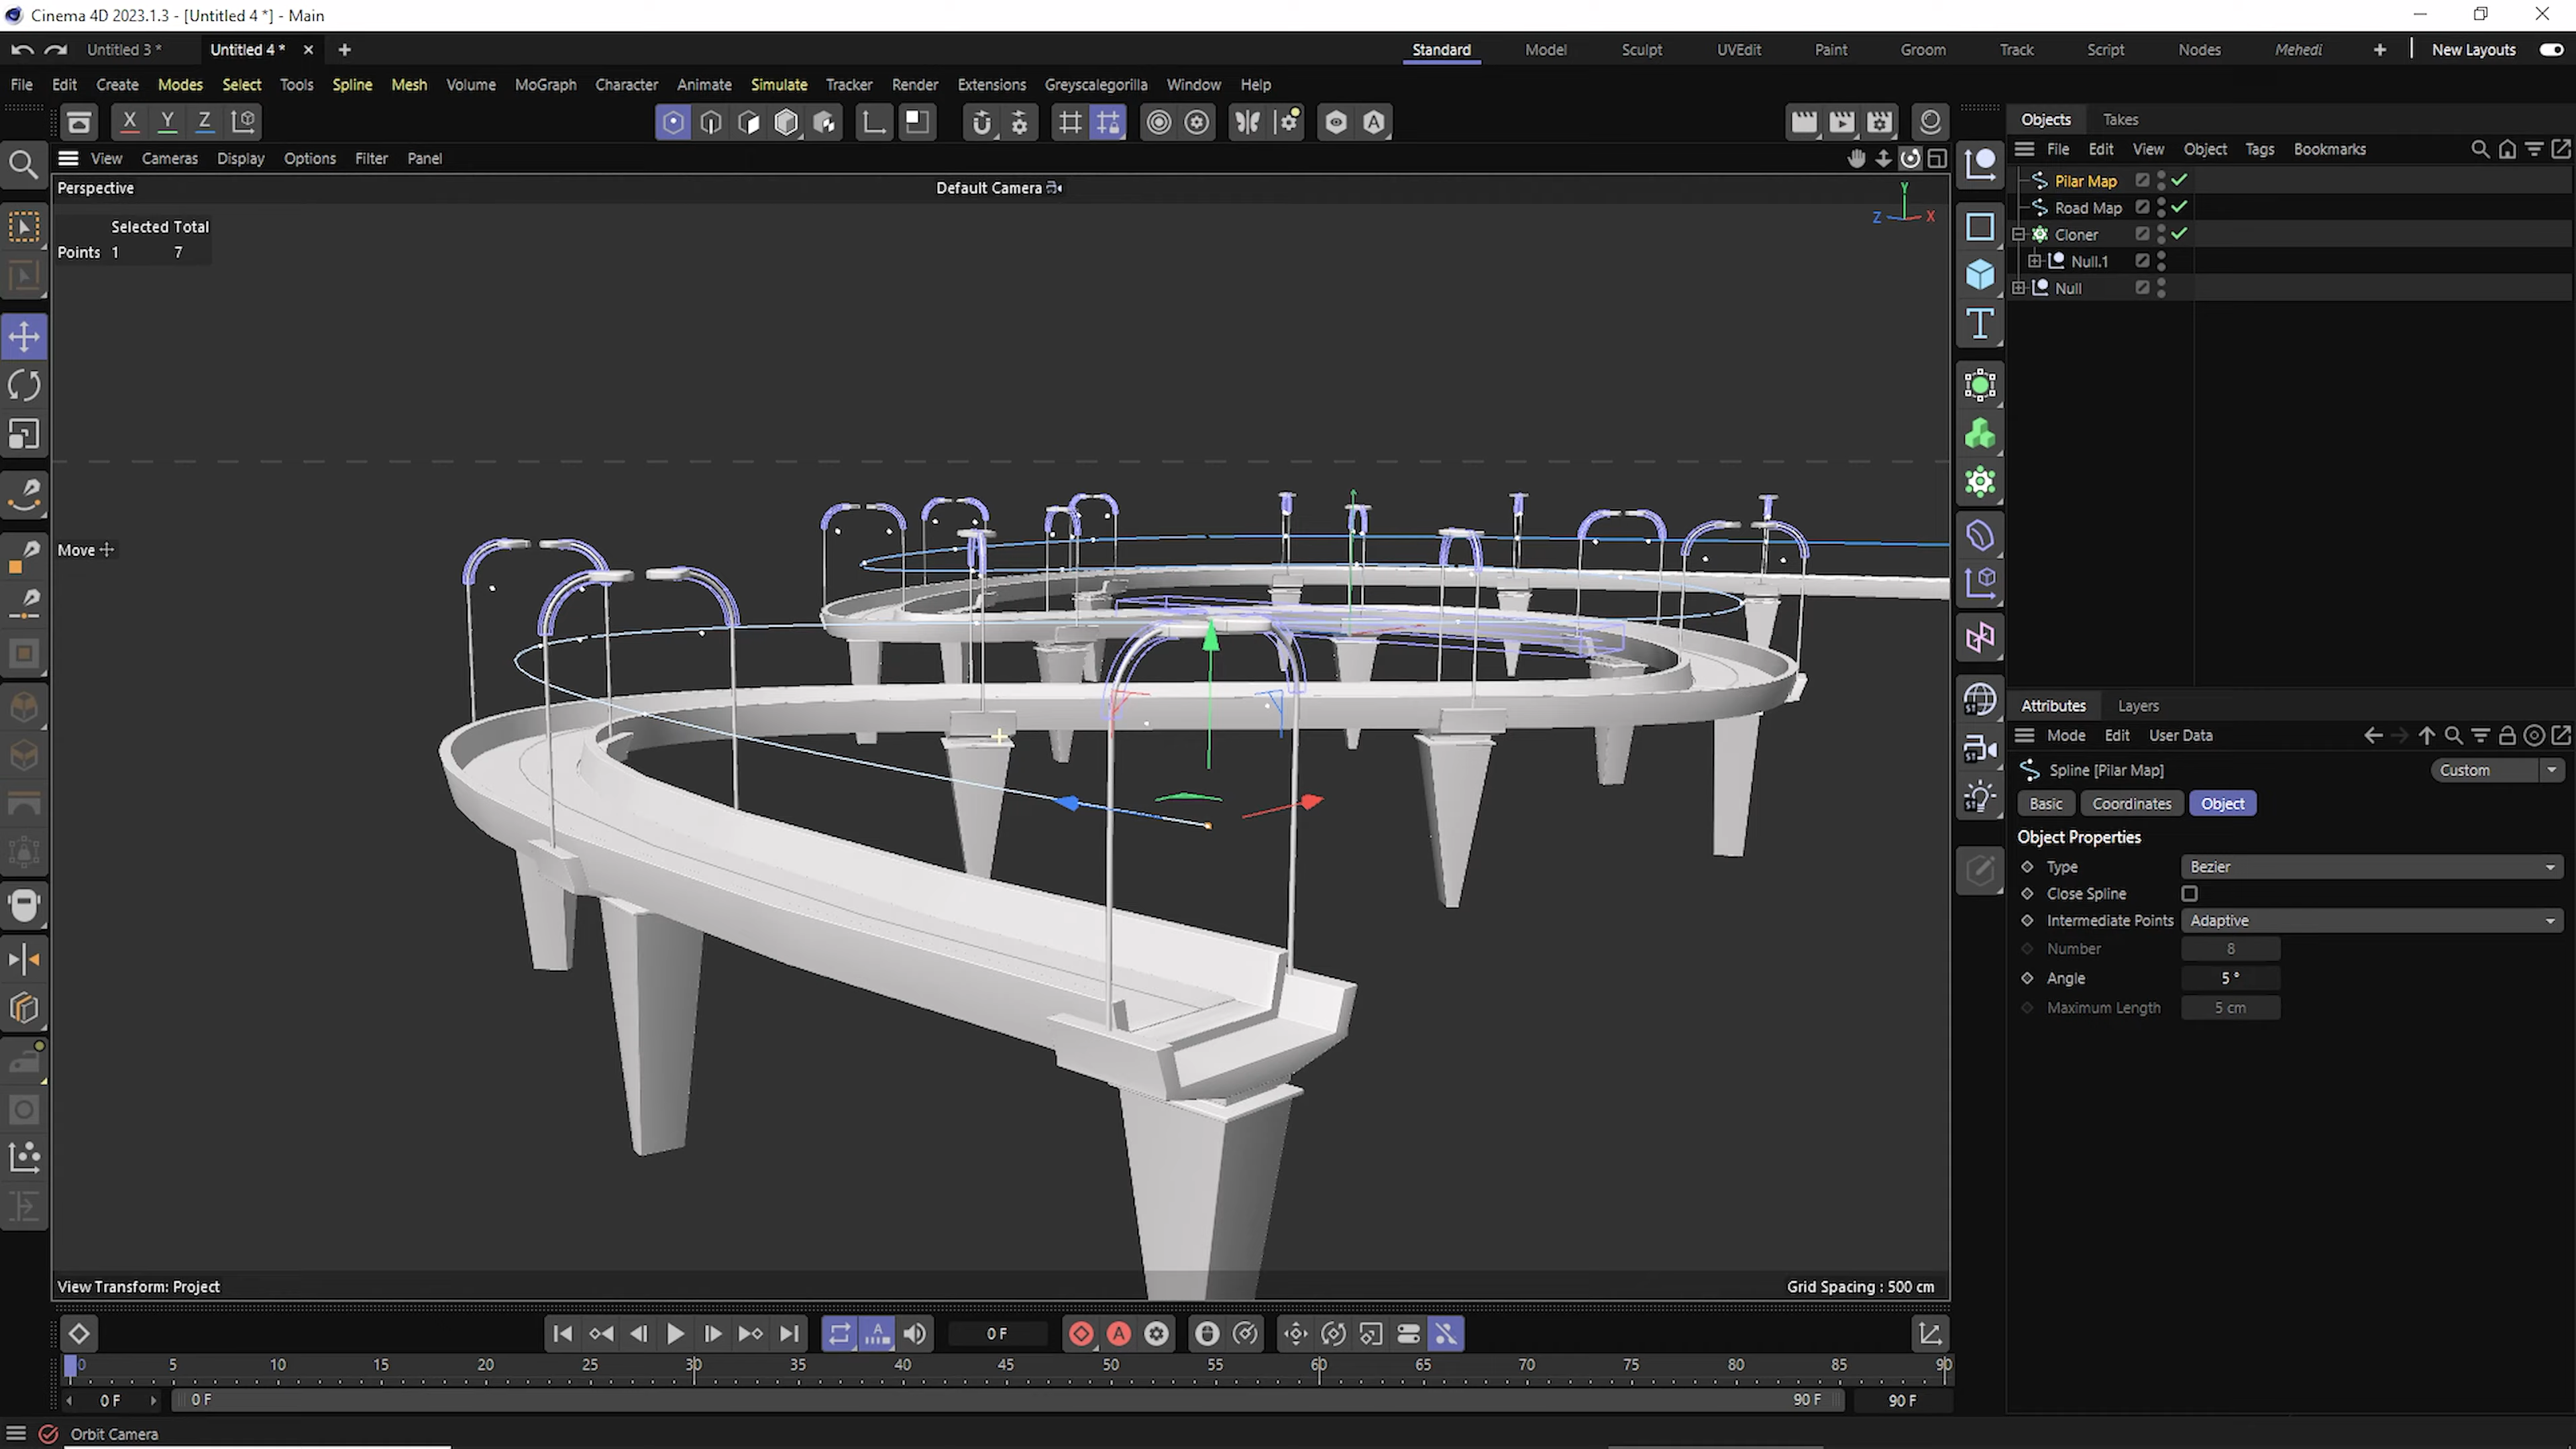 Cinema 4D 2023.1.3 - [Untitled 4 *] - Main
Untitled 3 * Untitled 4 * × + Standard Model Sculpt UVEdit Paint Groom Track Script Nodes Mehedi + New Layouts
File Edit Create Modes Select Tools Spline Mesh Volume MoGraph Character Animate Simulate Tracker Render Extensions Greyscalegorilla Window Help
X Y Z
Objects Takes
View Cameras Display Options Filter Panel
File Edit View Object Tags Bookmarks
Perspective Default Camera
Y
Z X
Selected Total
Points 1 7
Pilar Map
Road Map
Cloner
Null.1
Null
Move
Attributes Layers
Mode Edit User Data
Spline [Pilar Map] Custom
Basic Coordinates Object
Object Properties
Type Bezier
Close Spline
Intermediate Points Adaptive
Number 8
Angle 5 °
Maximum Length 5 cm
View Transform: Project Grid Spacing : 500 cm
0 F
0 5 10 15 20 25 30 35 40 45 50 55 60 65 70 75 80 85 90
0 F 0 F 90 F 90 F
Orbit Camera